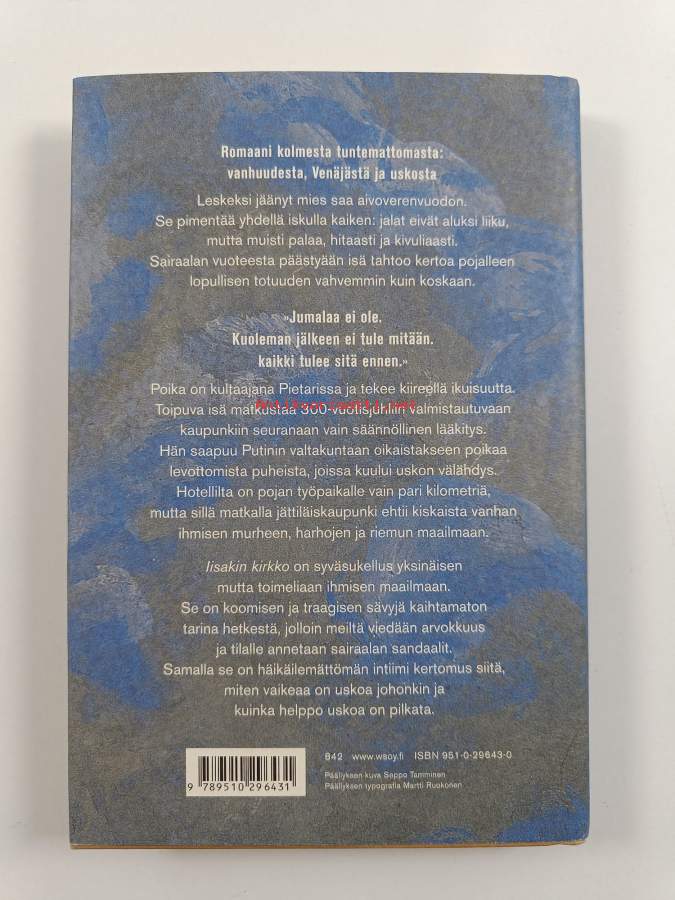 Romaani kolmesta tuntemattomasta:
vanhuudesta, Venäjästä ja uskosta
Leskeksi jäänyt mies saa aivoverenvuodon.
Se pimentää yhdellä iskulla kaiken: jalat eivät aluksi liiku,
mutta muisti palaa, hitaasti ja kivuliaasti.
Sairaalan vuoteesta päästyään isä tahtoo kertoa pojalleen
lopullisen totuuden vahvemmin kuin koskaan.
»Jumalaa ei ole.
Kuoleman jälkeen ei tule mitään.
kaikki tulee sitä ennen.»
Poika on kultaajana Pietarissa ja tekee kiireellä ikuisuutta.
Toipuva isä matkustaa 300-vuotisjuhliin valmistautuvaan
kaupunkiin seuranaan vain säännöllinen lääkitys.
Hän saapuu Putinin valtakuntaan oikaistakseen poikaa
levottomista puheista, joissa kuului uskon välähdys.
Hotellilta on pojan työpaikalle vain pari kilometriä,
mutta sillä matkalla jättiläiskaupunki ehtii kiskaista vanhan
ihmisen murheen, harhojen ja riemun maailmaan.
Iisakin kirkko on syväsukellus yksinäisen
mutta toimeliaan ihmisen maailmaan.
Se on koomisen ja traagisen sävyjä kaihtamaton
tarina hetkestä, jolloin meiltä viedään arvokkuus
ja tilalle annetaan sairaalan sandaalit.
Samalla se on häikäilemättömän intiimi kertomus siitä,
miten vaikeaa on uskoa johonkin ja
kuinka helppo uskoa on pilkata.
842 www.wsoy.fi ISBN 951-0-29643-0
Päällyksen kuva Seppo Tamminen
Päällyksen typografia Martti Ruokonen
9 789510 296431